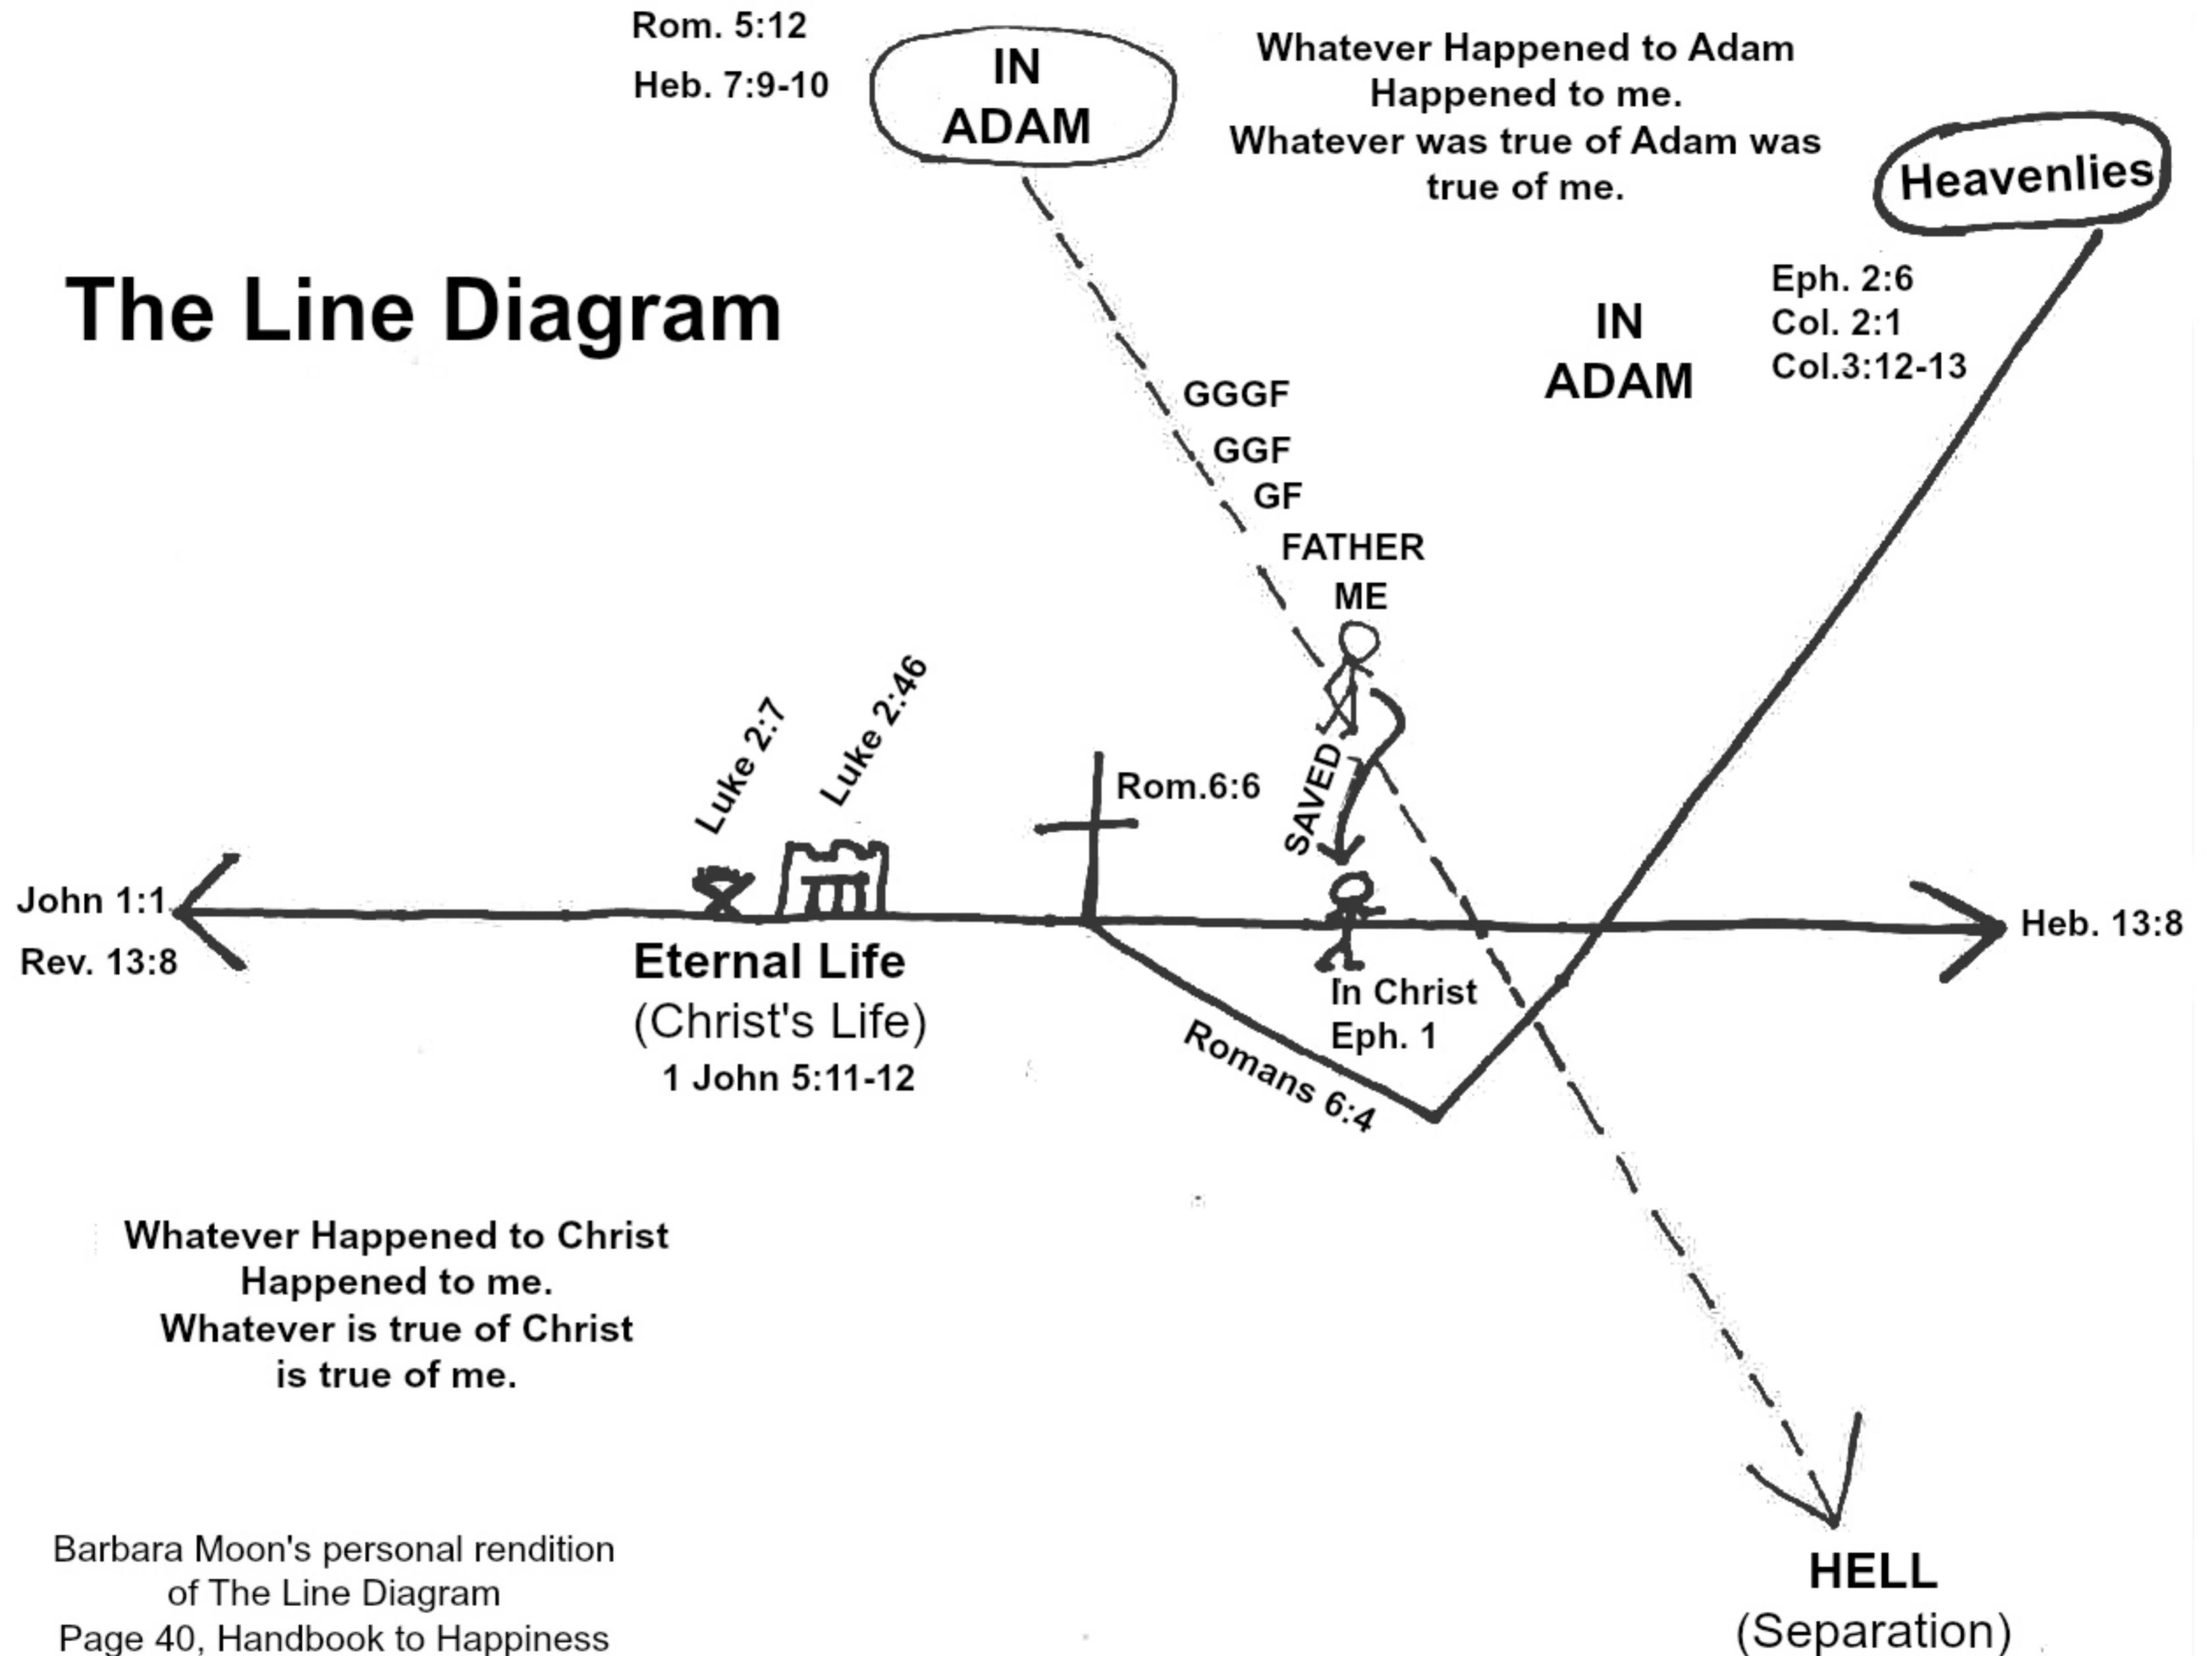 Rom. 5:12
Heb. 7:9-10
IN
ADAM
Whatever Happened to Adam
Happened to me.
Whatever was true of Adam was
true of me.
Heavenlies
The Line Diagram
IN
ADAM
Eph. 2:6
Col. 2:1
Col.3:12-13
GGGF
GGF
GF
FATHER
ME
Luke 2:7
Luke 2:46
Rom.6:6
SAVED
John 1:1
Rev. 13:8
Heb. 13:8
Eternal Life
(Christ's Life)
1 John 5:11-12
In Christ
Eph. 1
Romans 6:4
Whatever Happened to Christ
Happened to me.
Whatever is true of Christ
is true of me.
Barbara Moon's personal rendition
of The Line Diagram
Page 40, Handbook to Happiness
HELL
(Separation)